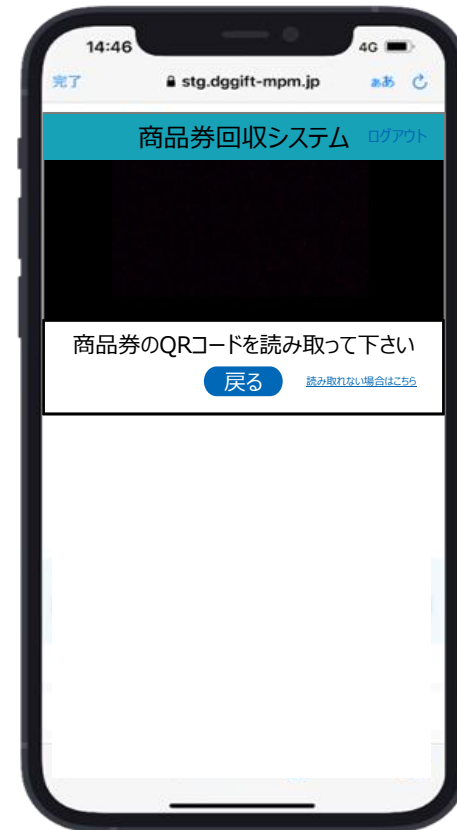 14:46 4G
完了 stg.dggift-mpm.jp ああ
商品券回収システム ログアウト
商品券のQRコードを読み取って下さい
戻る 読み取れない場合はこちら